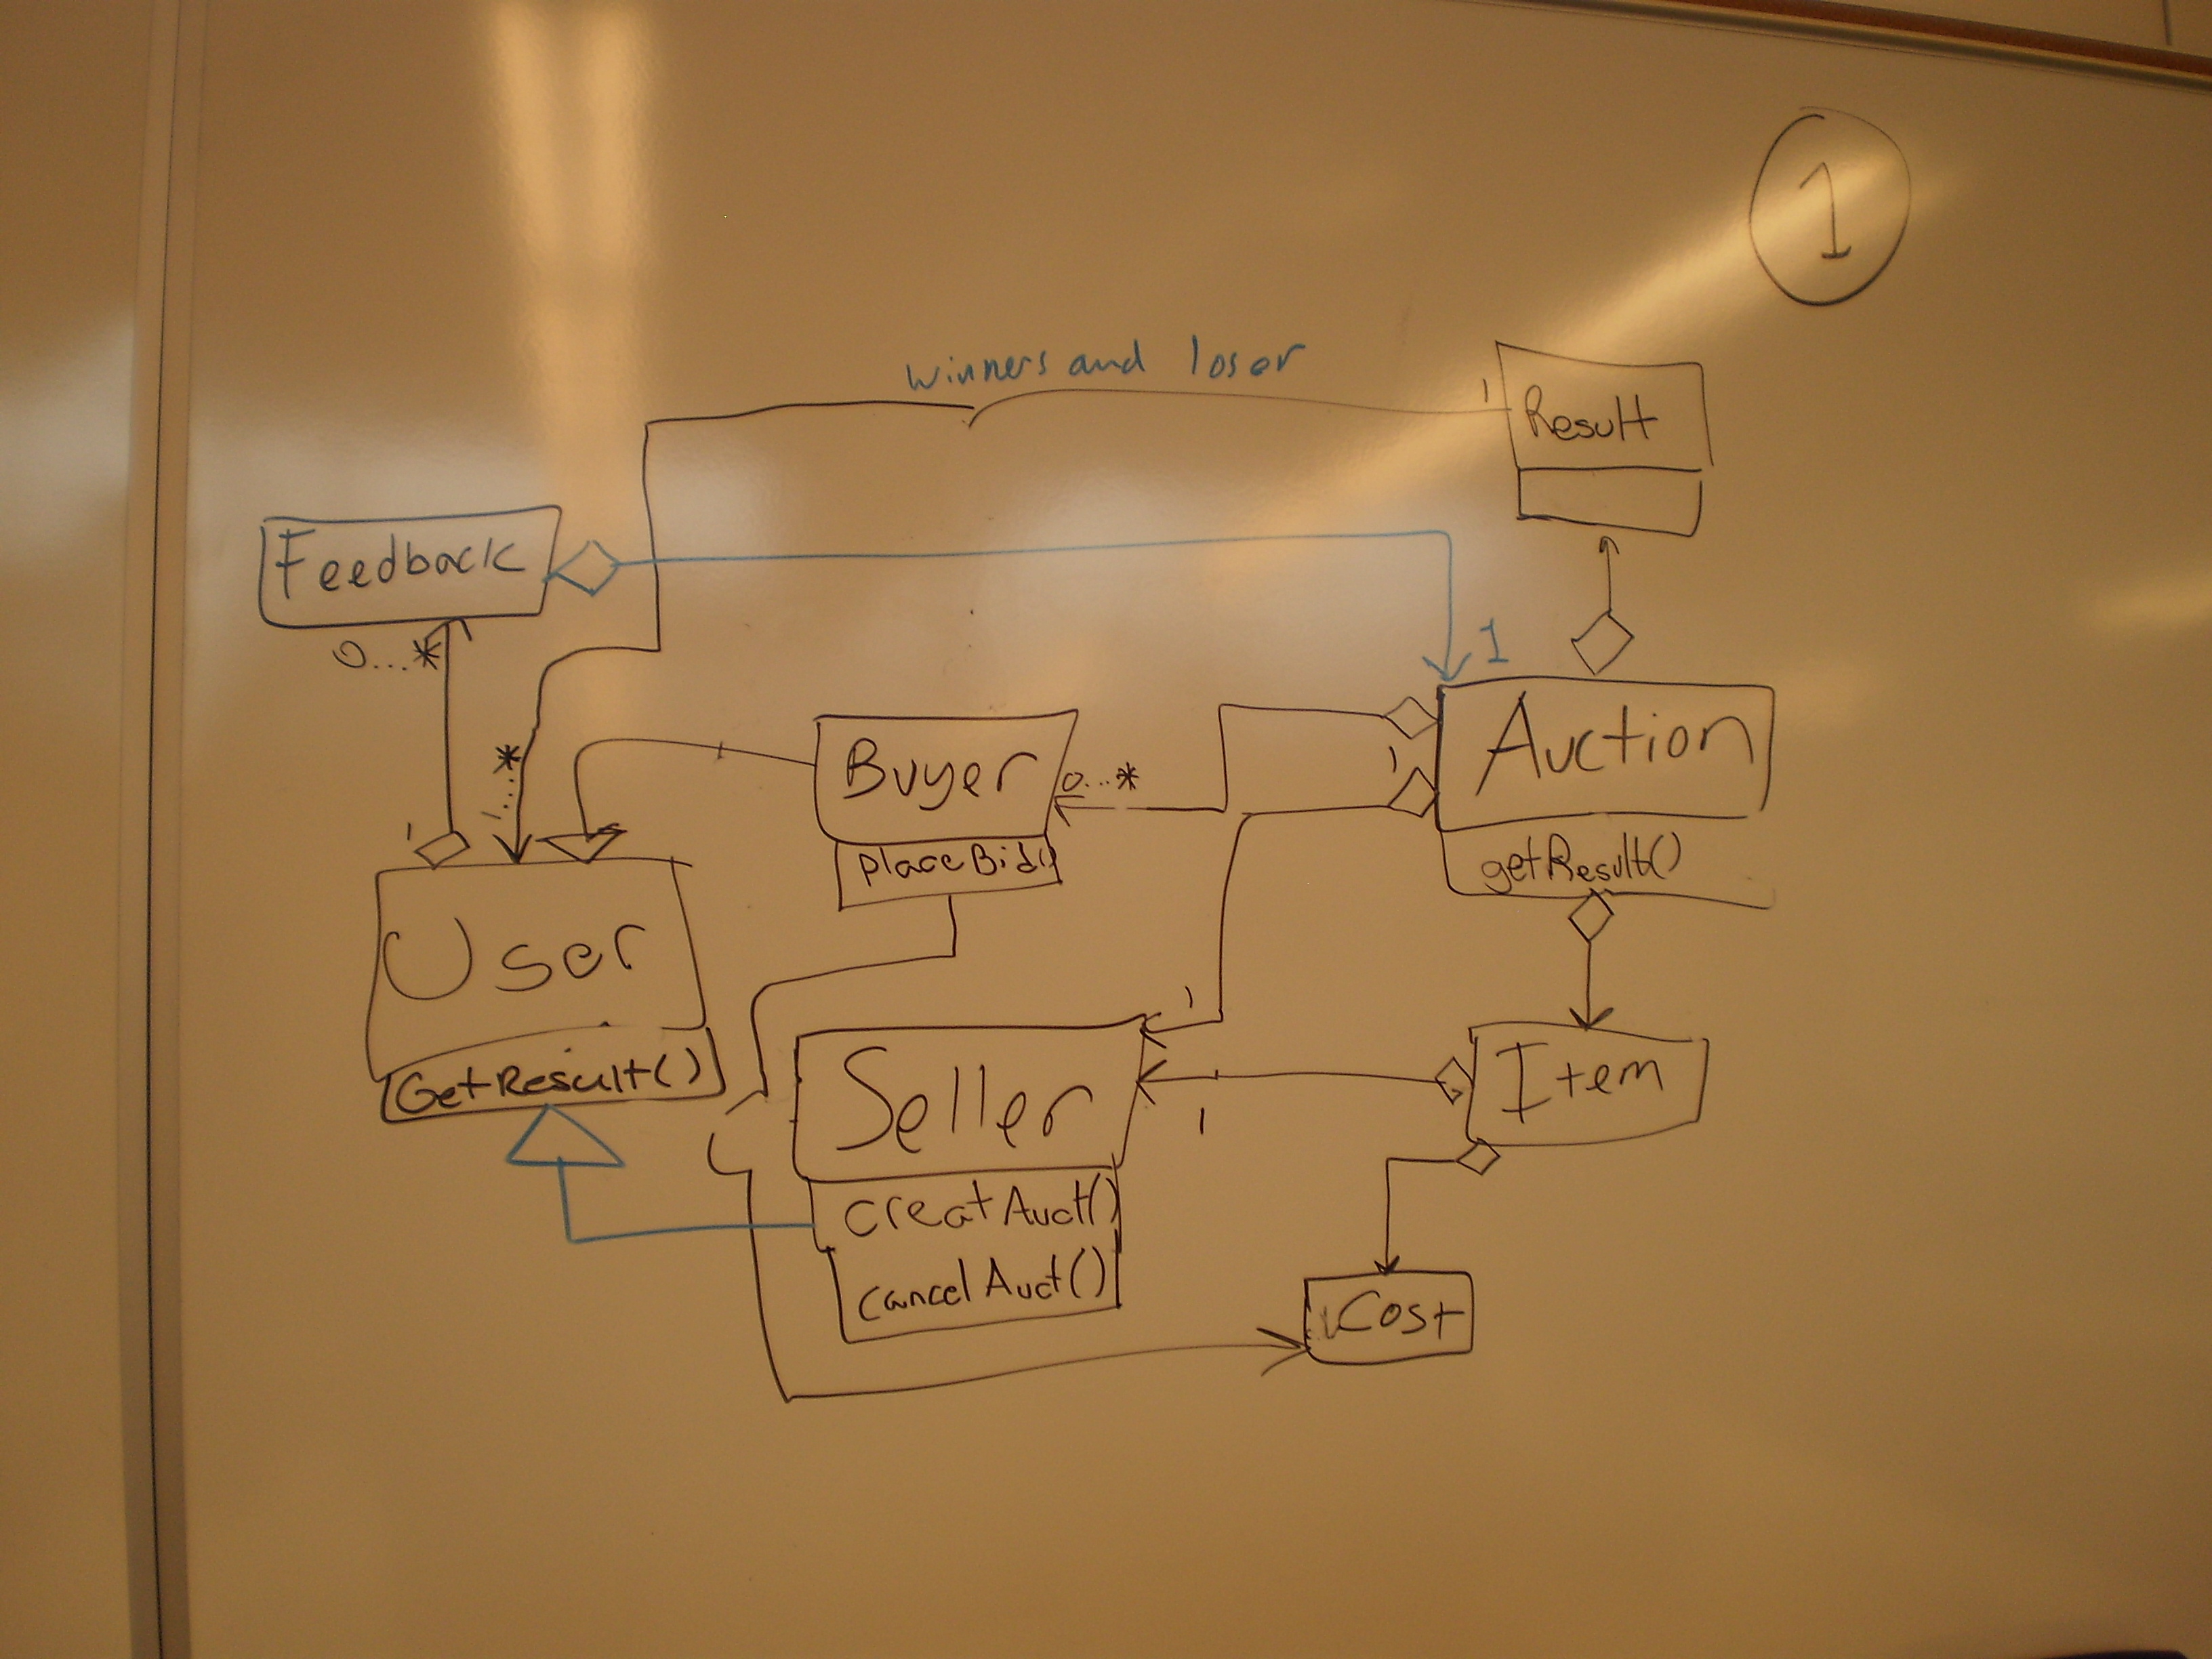 1
winners and loser
1
Result
Feedback
0...*
1
1...*
1
Buyer
0...*
placeBid()
1
Auction
getResult()
User
GetResult()
1
Seller
1
creatAuct()
cancelAuct()
Item
Cost